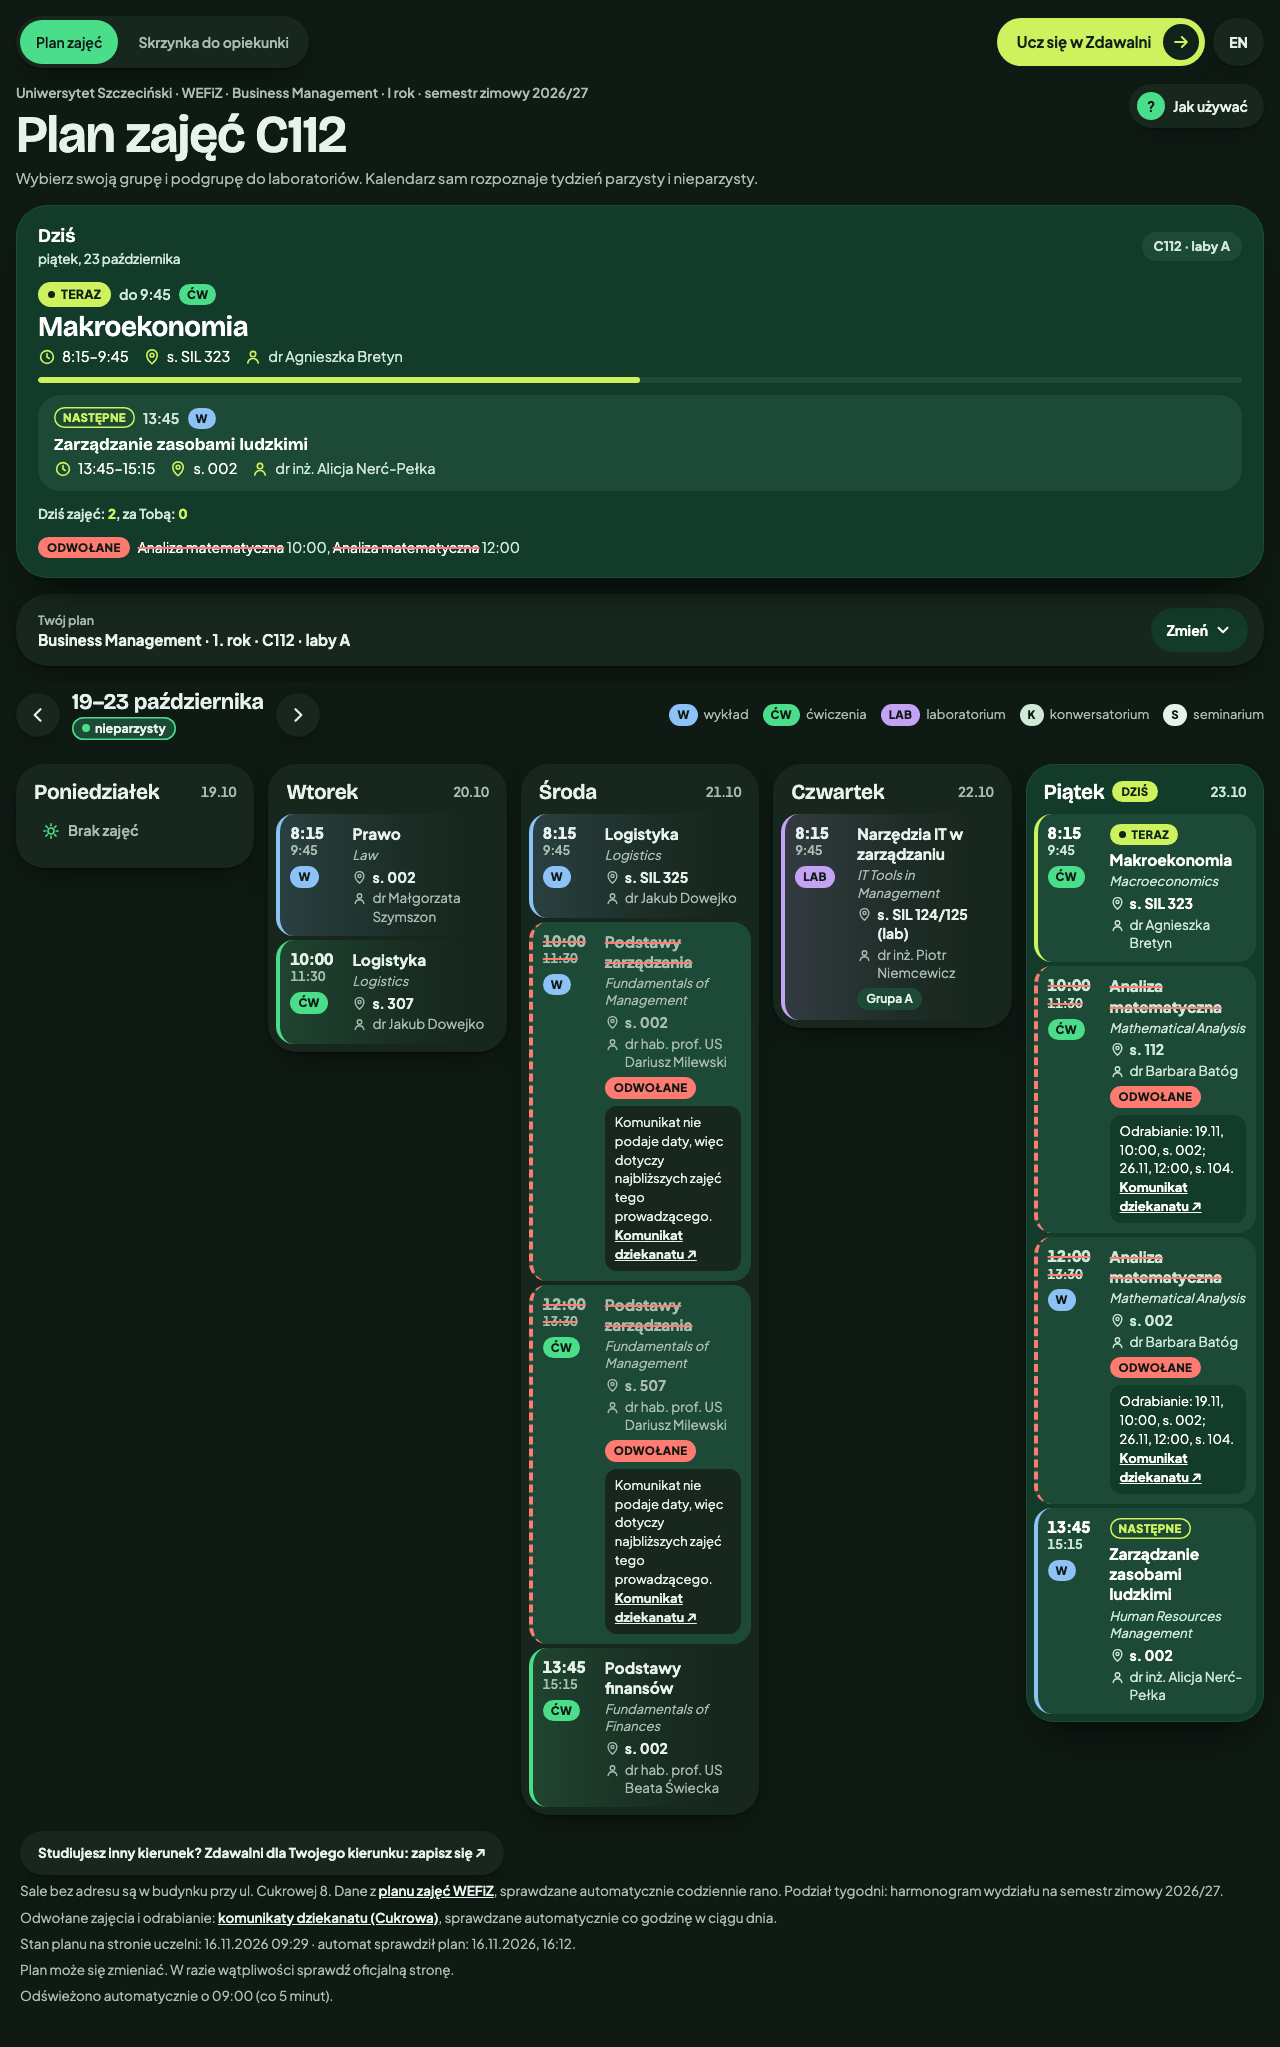 Plan zajęć
Skrzynka do opiekunki
Ucz się w Zdawalni
EN
Uniwersytet Szczeciński · WEFiZ · Business Management · I rok · semestr zimowy 2026/27
? Jak używać
Plan zajęć C112
Wybierz swoją grupę i podgrupę do laboratoriów. Kalendarz sam rozpoznaje tydzień parzysty i nieparzysty.
Dziś
piątek, 23 października
C112 · laby A
TERAZ do 9:45 ĆW
Makroekonomia
8:15–9:45 s. SIL 323 dr Agnieszka Bretyn
NASTĘPNE 13:45 W
Zarządzanie zasobami ludzkimi
13:45–15:15 s. 002 dr inż. Alicja Nerć-Pełka
Dziś zajęć: 2, za Tobą: 0
ODWOŁANE Analiza matematyczna 10:00, Analiza matematyczna 12:00
Twój plan
Business Management · 1. rok · C112 · laby A
Zmień
19–23 października
nieparzysty
W wykład ĆW ćwiczenia LAB laboratorium K konwersatorium S seminarium
Poniedziałek 19.10
Brak zajęć
Wtorek 20.10
8:15
9:45
W
Prawo
Law
s. 002
dr Małgorzata
Szymszon
10:00
11:30
ĆW
Logistyka
Logistics
s. 307
dr Jakub Dowejko
Środa 21.10
8:15
9:45
W
Logistyka
Logistics
s. SIL 325
dr Jakub Dowejko
10:00
11:30
W
Podstawy
zarządzania
Fundamentals of
Management
s. 002
dr hab. prof. US
Dariusz Milewski
ODWOŁANE
Komunikat nie
podaje daty, więc
dotyczy
najbliższych zajęć
tego
prowadzącego.
Komunikat
dziekanatu ↗
12:00
13:30
ĆW
Podstawy
zarządzania
Fundamentals of
Management
s. 507
dr hab. prof. US
Dariusz Milewski
ODWOŁANE
Komunikat nie
podaje daty, więc
dotyczy
najbliższych zajęć
tego
prowadzącego.
Komunikat
dziekanatu ↗
13:45
15:15
ĆW
Podstawy
finansów
Fundamentals of
Finances
s. 002
dr hab. prof. US
Beata Świecka
Czwartek 22.10
8:15
9:45
LAB
Narzędzia IT w
zarządzaniu
IT Tools in
Management
s. SIL 124/125
(lab)
dr inż. Piotr
Niemcewicz
Grupa A
Piątek DZIŚ 23.10
8:15
9:45
ĆW
TERAZ
Makroekonomia
Macroeconomics
s. SIL 323
dr Agnieszka
Bretyn
10:00
11:30
ĆW
Analiza
matematyczna
Mathematical Analysis
s. 112
dr Barbara Batóg
ODWOŁANE
Odrabianie: 19.11,
10:00, s. 002;
26.11, 12:00, s. 104.
Komunikat
dziekanatu ↗
12:00
13:30
W
Analiza
matematyczna
Mathematical Analysis
s. 002
dr Barbara Batóg
ODWOŁANE
Odrabianie: 19.11,
10:00, s. 002;
26.11, 12:00, s. 104.
Komunikat
dziekanatu ↗
13:45
15:15
W
NASTĘPNE
Zarządzanie
zasobami
ludzkimi
Human Resources
Management
s. 002
dr inż. Alicja Nerć-
Pełka
Studiujesz inny kierunek? Zdawalni dla Twojego kierunku: zapisz się ↗
Sale bez adresu są w budynku przy ul. Cukrowej 8. Dane z planu zajęć WEFiZ, sprawdzane automatycznie codziennie rano. Podział tygodni: harmonogram wydziału na semestr zimowy 2026/27.
Odwołane zajęcia i odrabianie: komunikaty dziekanatu (Cukrowa), sprawdzane automatycznie co godzinę w ciągu dnia.
Stan planu na stronie uczelni: 16.11.2026 09:29 · automat sprawdził plan: 16.11.2026, 16:12.
Plan może się zmieniać. W razie wątpliwości sprawdź oficjalną stronę.
Odświeżono automatycznie o 09:00 (co 5 minut).